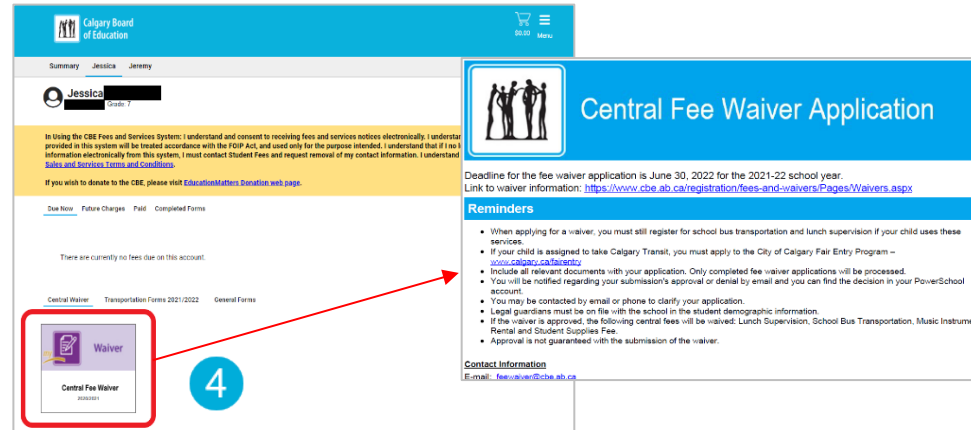 Calgary Board
of Education
$0.00 Menu
Summary Jessica Jeremy
Jessica
Grade: 7
In Using the CBE Fees and Services System: I understand and consent to receiving fees and services notices electronically. I understar
provided in this system will be treated accordance with the FOIP Act, and used only for the purpose intended. I understand that if I no l
information electronically from this system, I must contact Student Fees and request removal of my contact information. I understand
Sales and Services Terms and Conditions.
If you wish to donate to the CBE, please visit EducationMatters Donation web page.
Due Now Future Charges Paid Completed Forms
There are currently no fees due on this account.
Central Waiver Transportation Forms 2021/2022 General Forms
Waiver
Central Fee Waiver
4
Central Fee Waiver Application
Deadline for the fee waiver application is June 30, 2022 for the 2021-22 school year.
Link to waiver information: https://www.cbe.ab.ca/registration/fees-and-waivers/Pages/Waivers.aspx
Reminders
• When applying for a waiver, you must still register for school bus transportation and lunch supervision if your child uses these
services.
• If your child is assigned to take Calgary Transit, you must apply to the City of Calgary Fair Entry Program –
www.calgary.ca/fairentry
• Include all relevant documents with your application. Only completed fee waiver applications will be processed.
• You will be notified regarding your submission's approval or denial by email and you can find the decision in your PowerSchool
account.
• You may be contacted by email or phone to clarify your application.
• Legal guardians must be on file with the school in the student demographic information.
• If the waiver is approved, the following central fees will be waived: Lunch Supervision, School Bus Transportation, Music Instrume
Rental and Student Supplies Fee.
• Approval is not guaranteed with the submission of the waiver.
Contact Information
E-mail: feewaiver@cbe.ab.ca